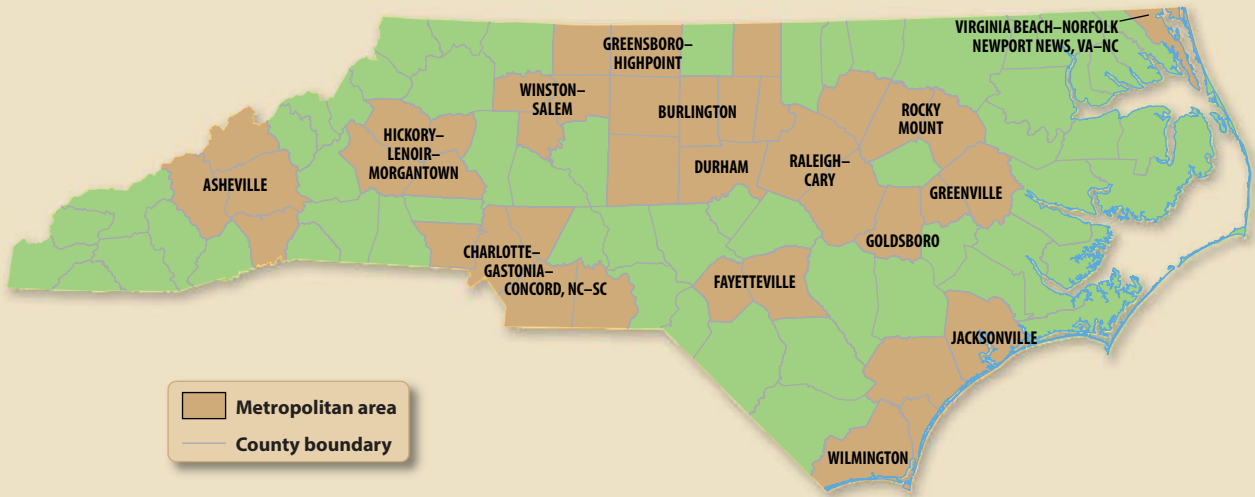 VIRGINIA BEACH–NORFOLK
NEWPORT NEWS, VA–NC
GREENSBORO–
HIGHPOINT
WINSTON–
SALEM
BURLINGTON
ROCKY
MOUNT
HICKORY–
LENOIR–
MORGANTOWN
DURHAM
RALEIGH–
CARY
ASHEVILLE
GREENVILLE
GOLDSBORO
CHARLOTTE–
GASTONIA–
CONCORD, NC–SC
FAYETTEVILLE
JACKSONVILLE
WILMINGTON
Metropolitan area
County boundary